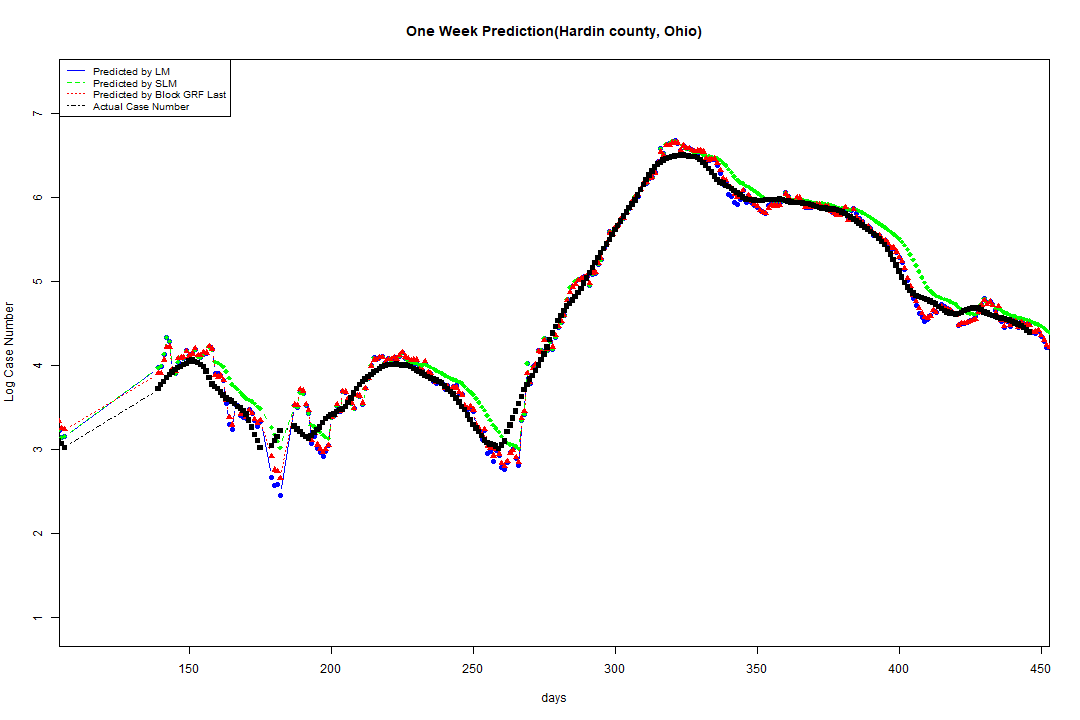 One Week Prediction(Hardin county, Ohio)
Predicted by LM
Predicted by SLM
Predicted by Block GRF Last
Actual Case Number
Log Case Number
7
6
5
4
3
2
1
150 200 250 300 350 400 450
days